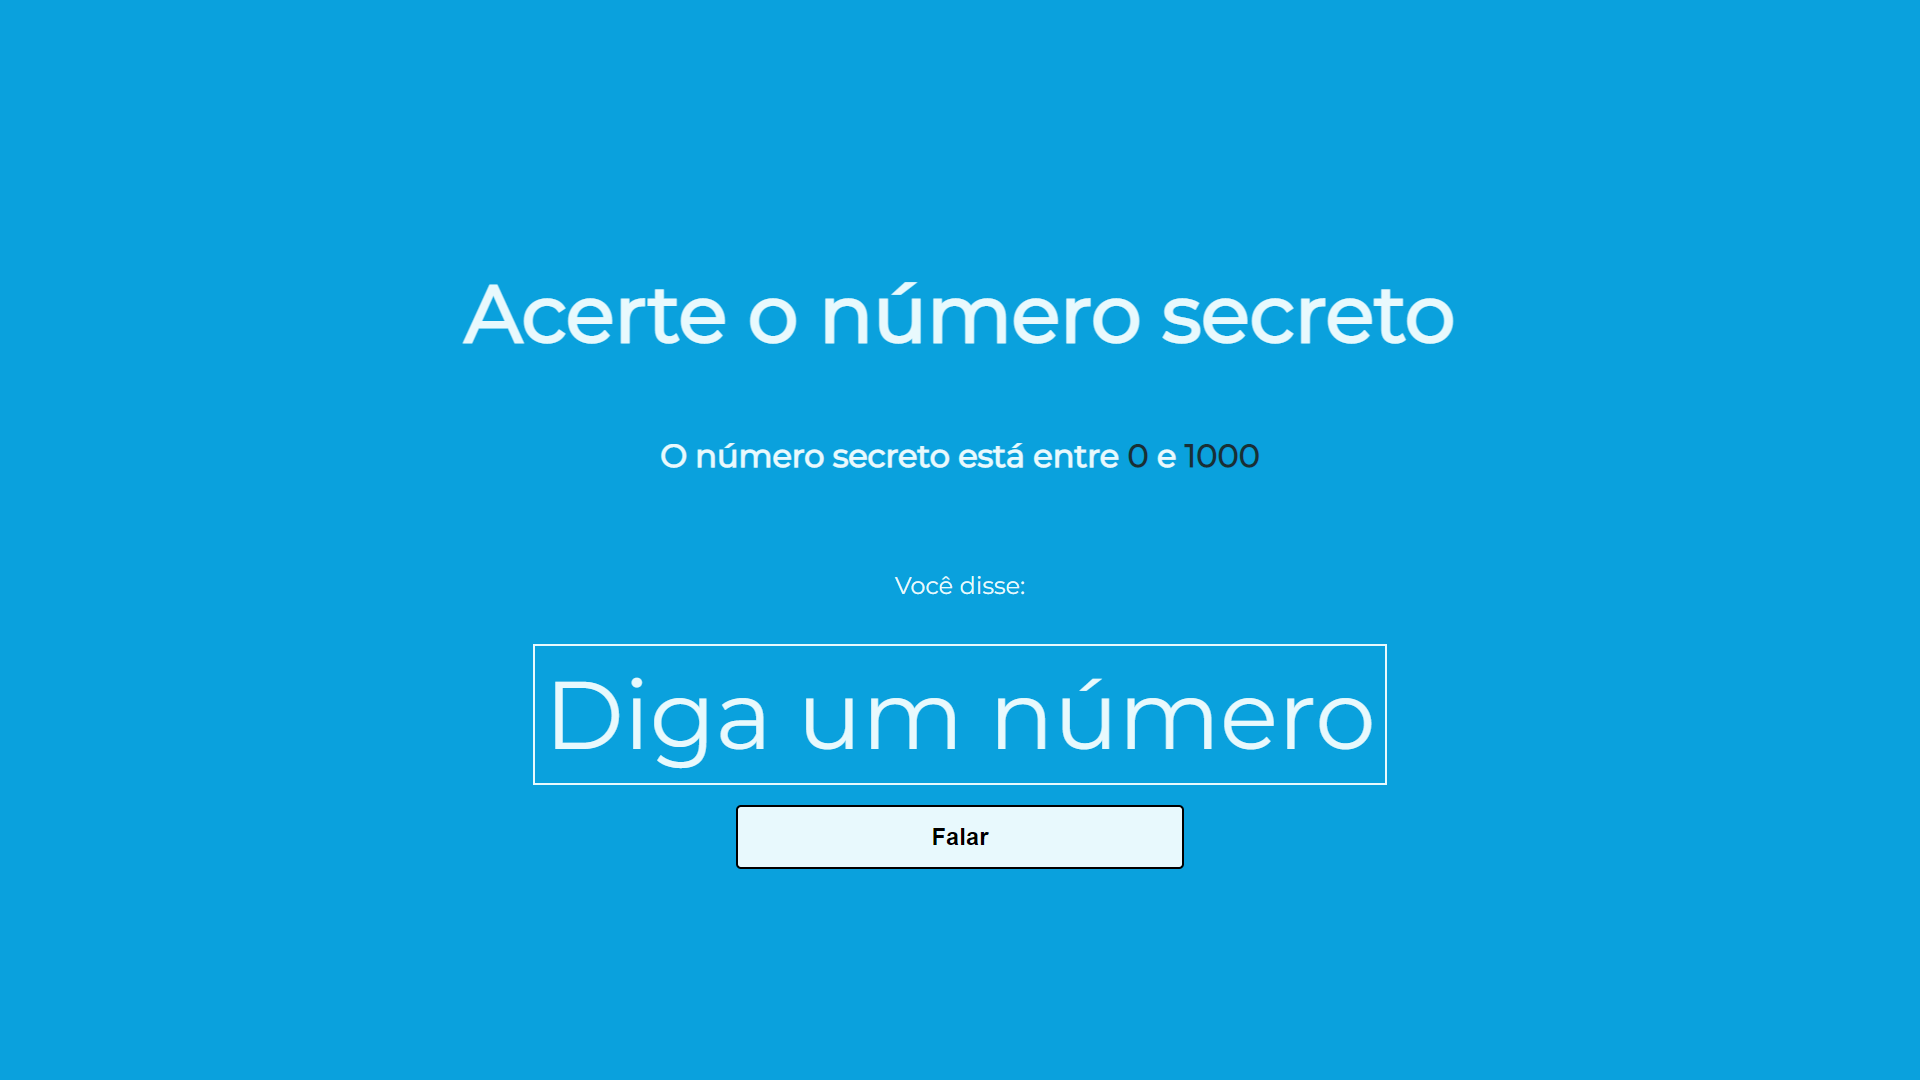 Acerte o número secreto
O número secreto está entre 0 e 1000
Você disse:
Diga um número
Falar